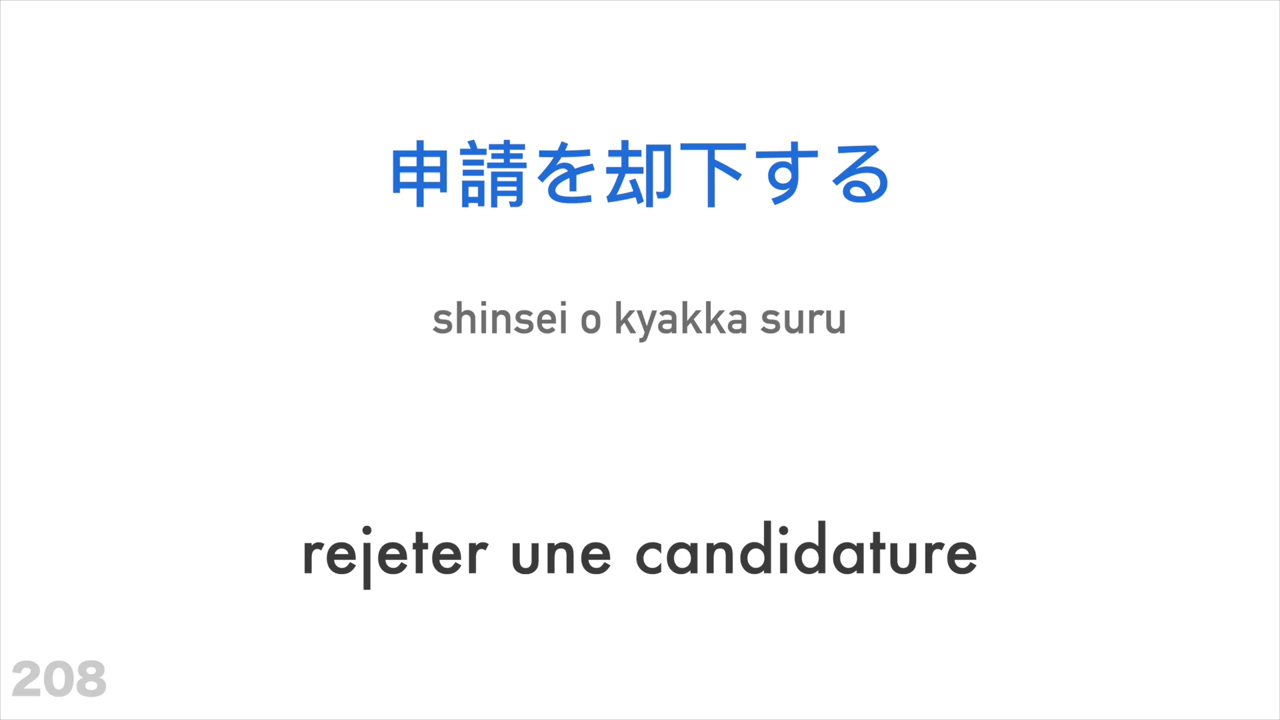 申請を却下する
shinsei o kyakka suru
rejeter une candidature
208